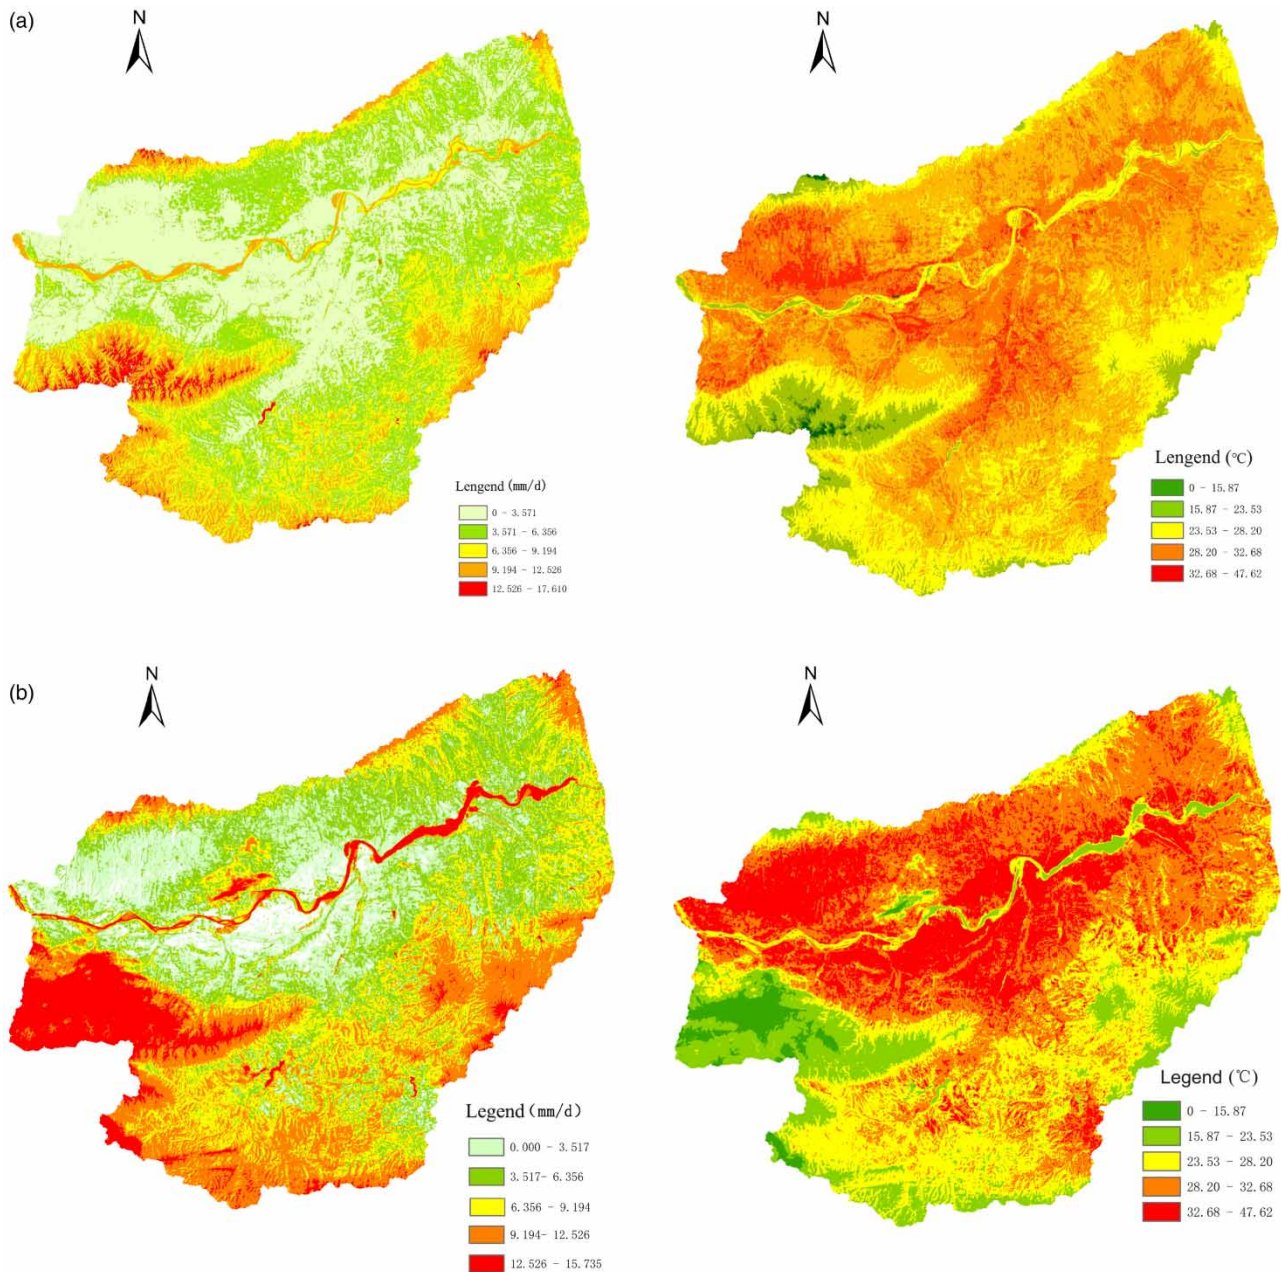 (a)
N
N
Lengend (mm/d)
0 - 3.571
3.571 - 6.356
6.356 - 9.194
9.194 - 12.526
12.526 - 17.610
Lengend (℃)
0 - 15.87
15.87 - 23.53
23.53 - 28.20
28.20 - 32.68
32.68 - 47.62
(b)
N
N
Legend (mm/d)
0.000 - 3.517
3.517- 6.356
6.356 - 9.194
9.194- 12.526
12.526 - 15.735
Legend (℃)
0 - 15.87
15.87 - 23.53
23.53 - 28.20
28.20 - 32.68
32.68 - 47.62